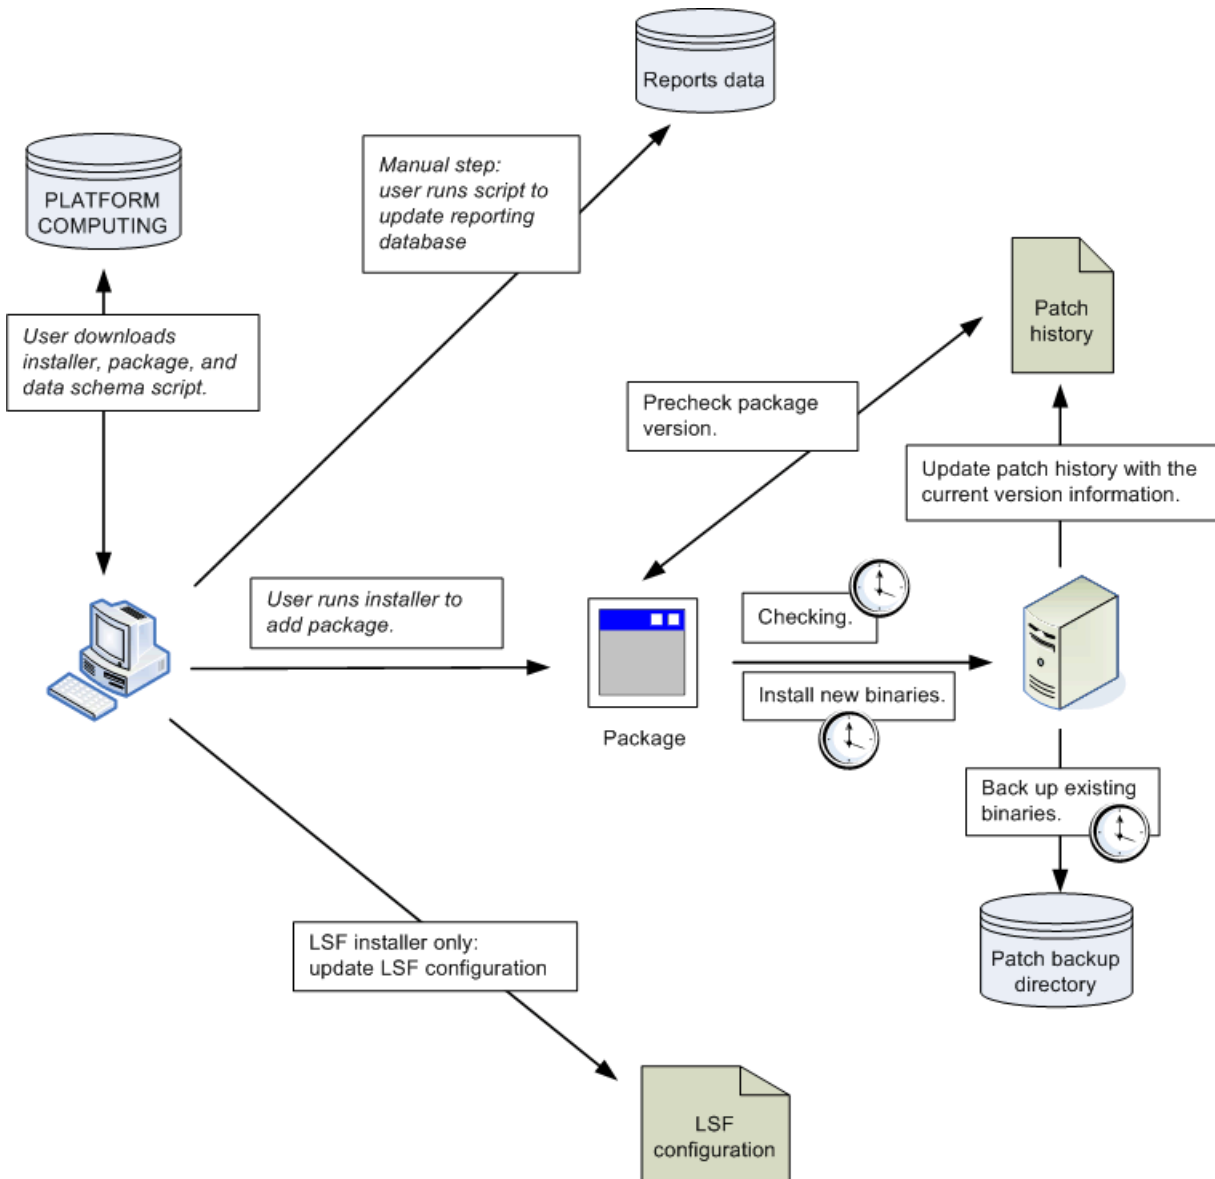 Reports data
Manual step:
user runs script to
update reporting
database
PLATFORM
COMPUTING
User downloads
installer, package, and
data schema script.
Patch
history
Precheck package
version.
Update patch history with the
current version information.
User runs installer to
add package.
Checking.
Install new binaries.
Package
Back up existing
binaries.
LSF installer only:
update LSF configuration
Patch backup
directory
LSF
configuration